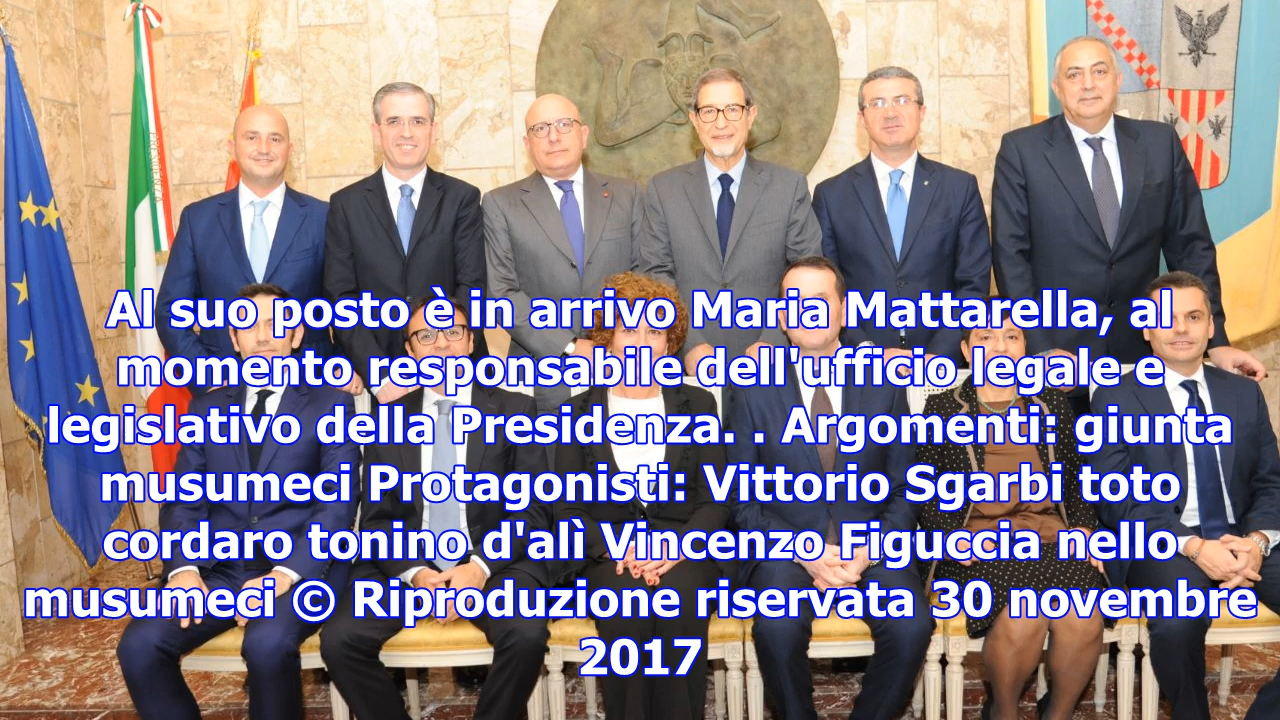 Al suo posto è in arrivo Maria Mattarella, al
momento responsabile dell'ufficio legale e
legislativo della Presidenza. . Argomenti: giunta
musumeci Protagonisti: Vittorio Sgarbi toto
cordaro tonino d'alì Vincenzo Figuccia nello
musumeci © Riproduzione riservata 30 novembre
2017